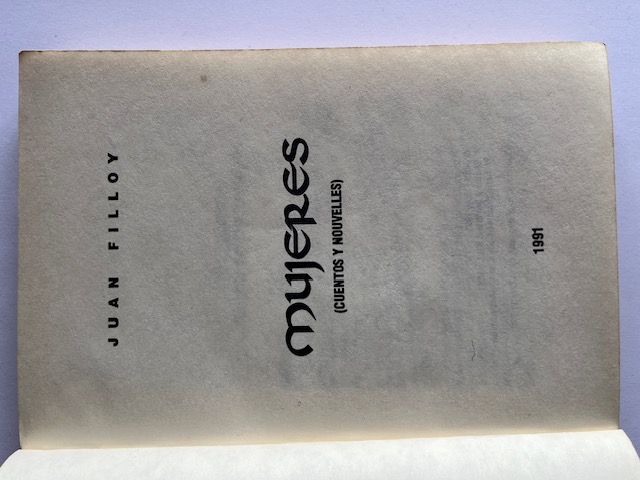 JUAN FILLOY
mujeres
(CUENTOS Y NOUVELLES)
1991